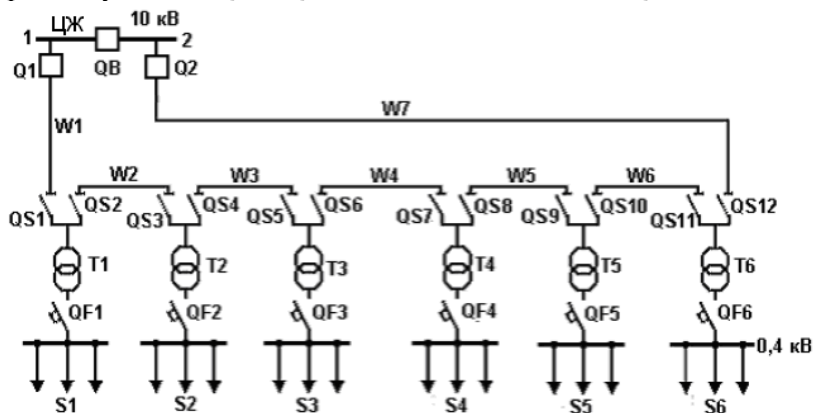 ЦЖ 10 кВ
1 2
Q1 QB Q2
W7
W1
W2 W3 W4 W5 W6
QS1 QS2 QS3 QS4 QS5 QS6 QS7 QS8 QS9 QS10 QS11 QS12
T1 T2 T3 T4 T5 T6
QF1 QF2 QF3 QF4 QF5 QF6
0,4 кВ
S1 S2 S3 S4 S5 S6